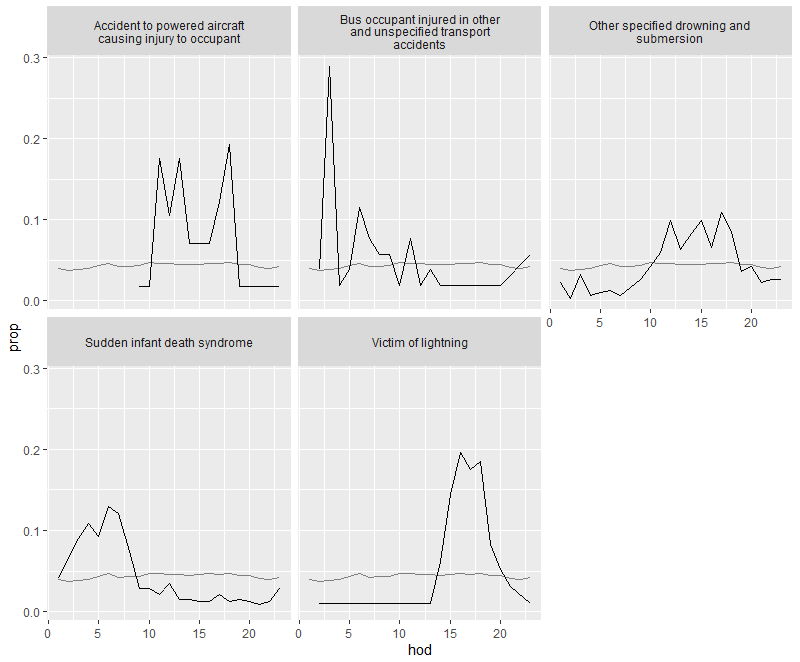 Accident to powered aircraft
causing injury to occupant
Bus occupant injured in other
and unspecified transport
accidents
Other specified drowning and
submersion
0.3
0.2
0.1
0.0
0 5 10 15 20
Sudden infant death syndrome
Victim of lightning
0.3
0.2
0.1
0.0
0 5 10 15 20
0 5 10 15 20
prop
hod